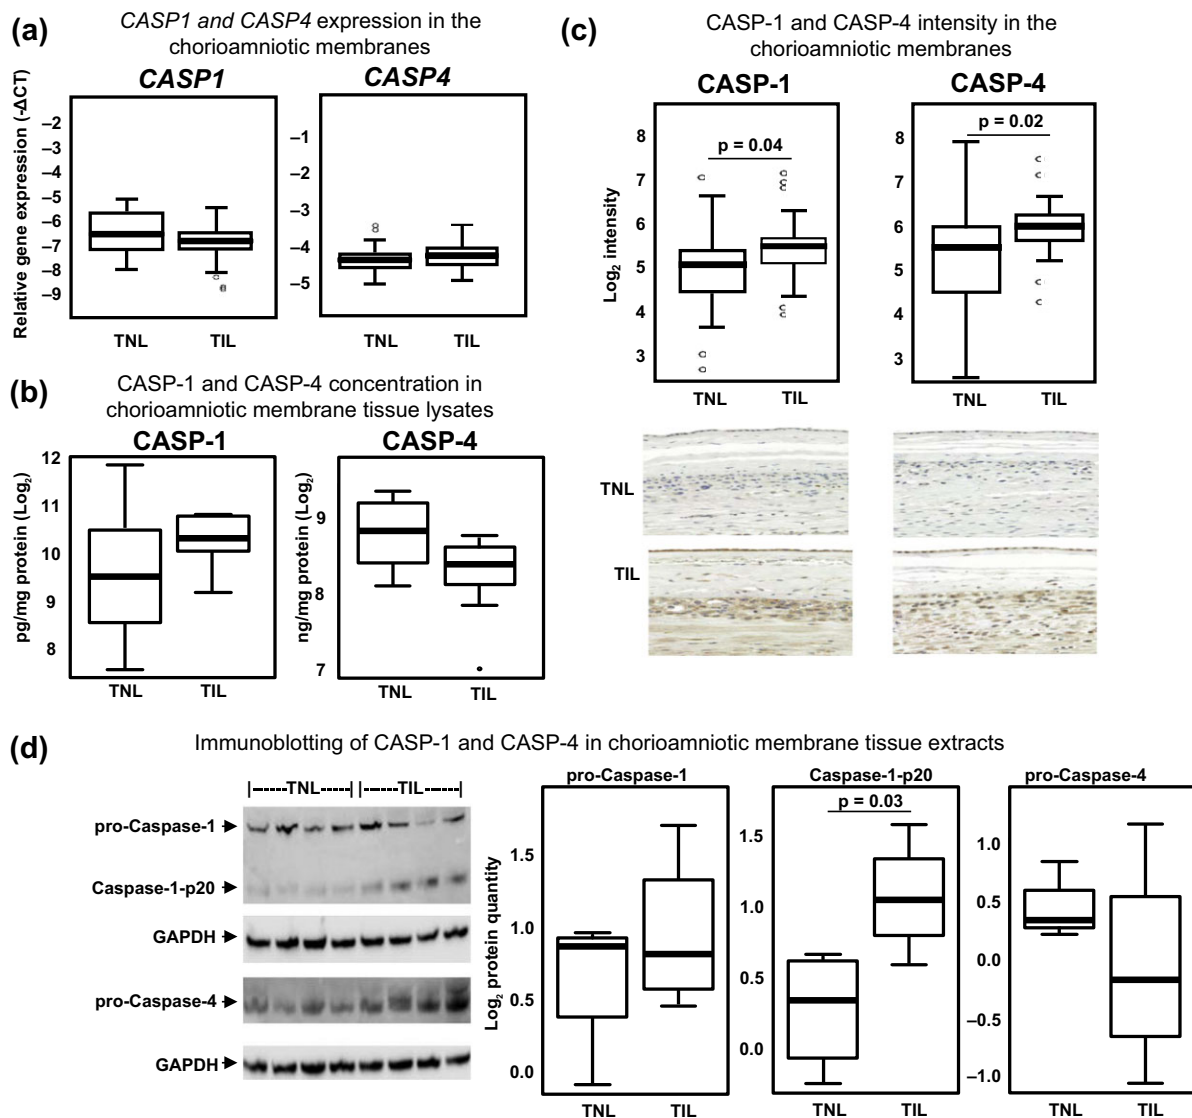 (a)
CASP1 and CASP4 expression in the
chorioamniotic membranes
CASP1
CASP4
Relative gene expression (-ΔCT)
–2
–3
–4
–5
–6
–7
–8
–9
–1
–2
–3
–4
–5
TNL
TIL
TNL
TIL
(b)
CASP-1 and CASP-4 concentration in
chorioamniotic membrane tissue lysates
CASP-1
CASP-4
pg/mg protein (Log2)
12
11
10
9
8
ng/mg protein (Log2)
9
8
7
TNL
TIL
TNL
TIL
(c)
CASP-1 and CASP-4 intensity in the
chorioamniotic membranes
CASP-1
CASP-4
Log2 intensity
8
7
6
5
4
3
p = 0.04
8
7
6
5
4
3
p = 0.02
TNL
TIL
TNL
TIL
TNL
TIL
(d)
Immunoblotting of CASP-1 and CASP-4 in chorioamniotic membrane tissue extracts
|------TNL------||------TIL------|
pro-Caspase-1
Caspase-1-p20
GAPDH
pro-Caspase-4
GAPDH
pro-Caspase-1
Caspase-1-p20
pro-Caspase-4
Log2 protein quantity
1.5
1.0
0.5
0.0
p = 0.03
1.5
1.0
0.5
0.0
1.0
0.5
0.0
–0.5
–1.0
TNL
TIL
TNL
TIL
TNL
TIL